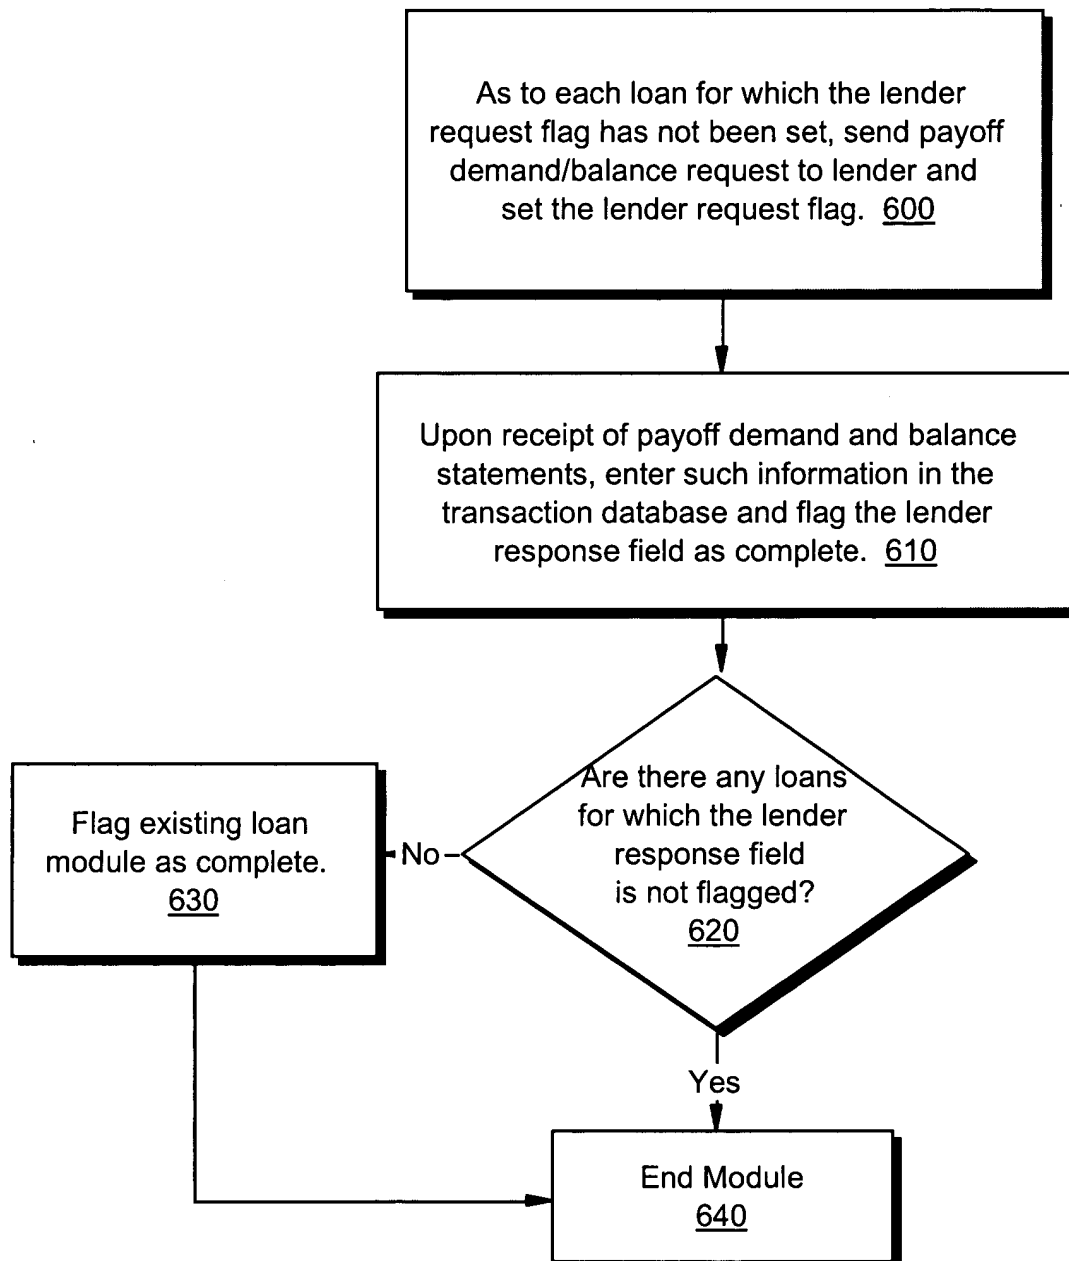 As to each loan for which the lender
request flag has not been set, send payoff
demand/balance request to lender and
set the lender request flag. 600
Upon receipt of payoff demand and balance
statements, enter such information in the
transaction database and flag the lender
response field as complete. 610
Are there any loans
for which the lender
response field
is not flagged?
620
No
Flag existing loan
module as complete.
630
Yes
End Module
640